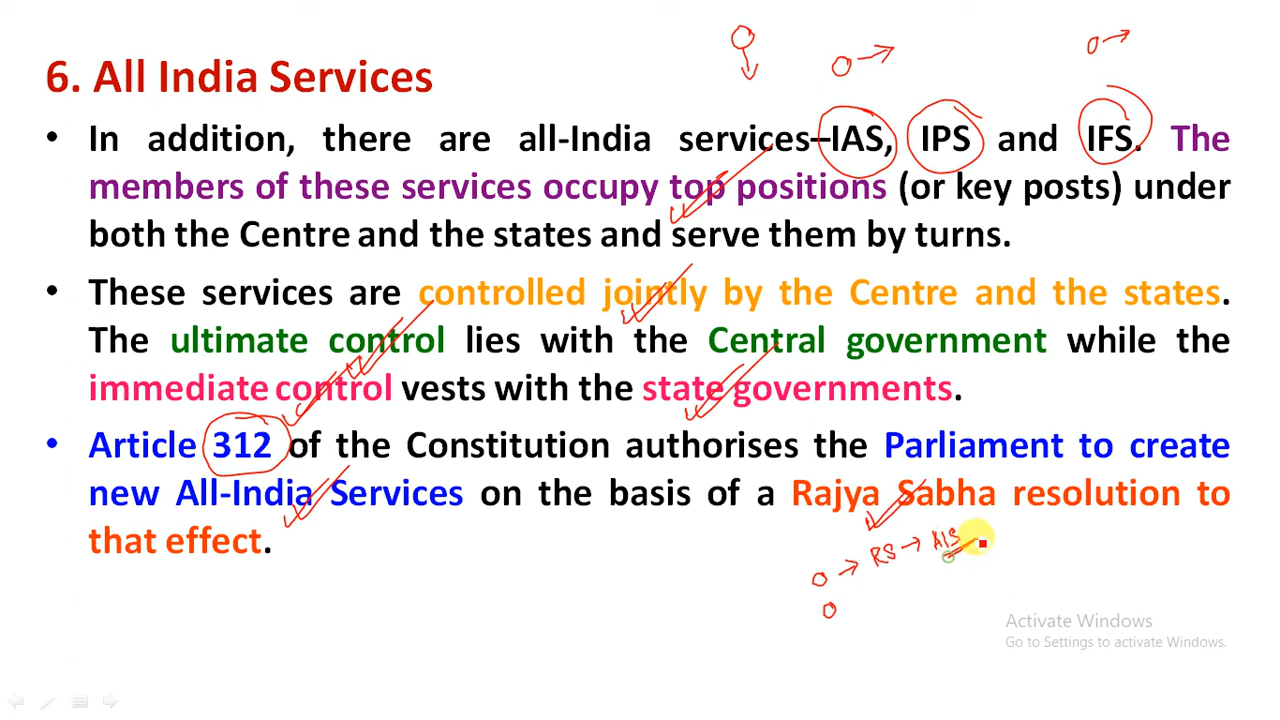 6. All India Services
• In addition, there are all-India services–IAS, IPS and IFS. The
members of these services occupy top positions (or key posts) under
both the Centre and the states and serve them by turns.
• These services are controlled jointly by the Centre and the states.
The ultimate control lies with the Central government while the
immediate control vests with the state governments.
• Article 312 of the Constitution authorises the Parliament to create
new All-India Services on the basis of a Rajya Sabha resolution to
that effect.
→ RS → AIS
Activate Windows
Go to Settings to activate Windows.